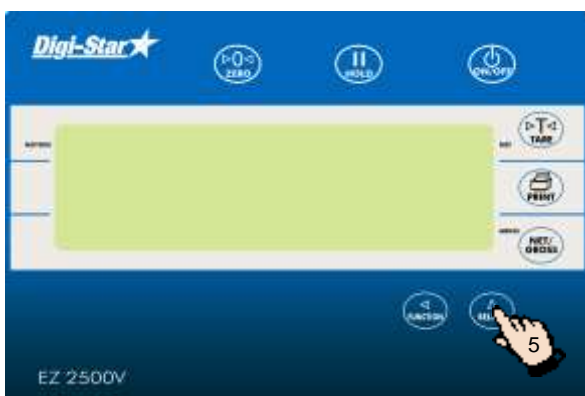 Digi-Star
ZERO
HOLD
ON/OFF
T
TARE
PRINT
NET/
GROSS
FUNCTION
5
EZ 2500V